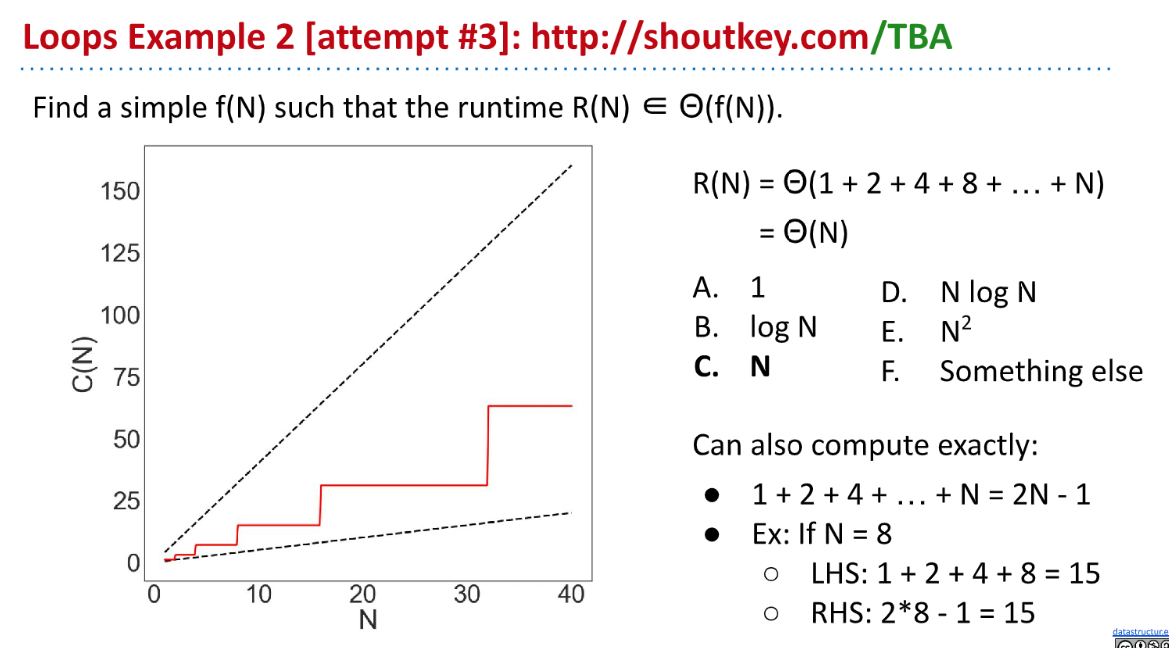 Loops Example 2 [attempt #3]: http://shoutkey.com/TBA
Find a simple f(N) such that the runtime R(N) ∈ Θ(f(N)).
150
125
100
75
50
25
0
C(N)
0 10 20 30 40
N
R(N) = Θ(1 + 2 + 4 + 8 + … + N)
= Θ(N)
A. 1
B. log N
C. N
D. N log N
E. N²
F. Something else
Can also compute exactly:
● 1 + 2 + 4 + … + N = 2N - 1
● Ex: If N = 8
○ LHS: 1 + 2 + 4 + 8 = 15
○ RHS: 2*8 - 1 = 15
datastructure